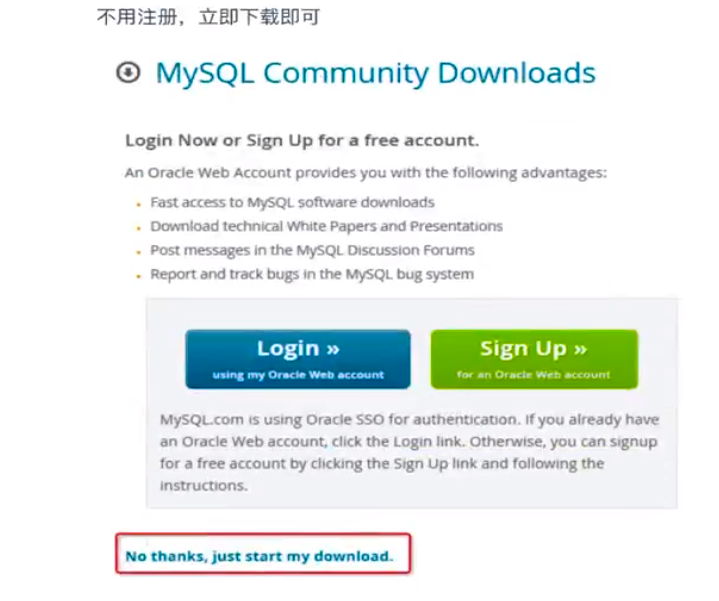 不用注册，立即下载即可
MySQL Community Downloads
Login Now or Sign Up for a free account.
An Oracle Web Account provides you with the following advantages:
Fast access to MySQL software downloads
Download technical White Papers and Presentations
Post messages in the MySQL Discussion Forums
Report and track bugs in the MySQL bug system
Login »
using my Oracle Web account
Sign Up »
for an Oracle Web account
MySQL.com is using Oracle SSO for authentication. If you already have
an Oracle Web account, click the Login link. Otherwise, you can signup
for a free account by clicking the Sign Up link and following the
instructions.
No thanks, just start my download.